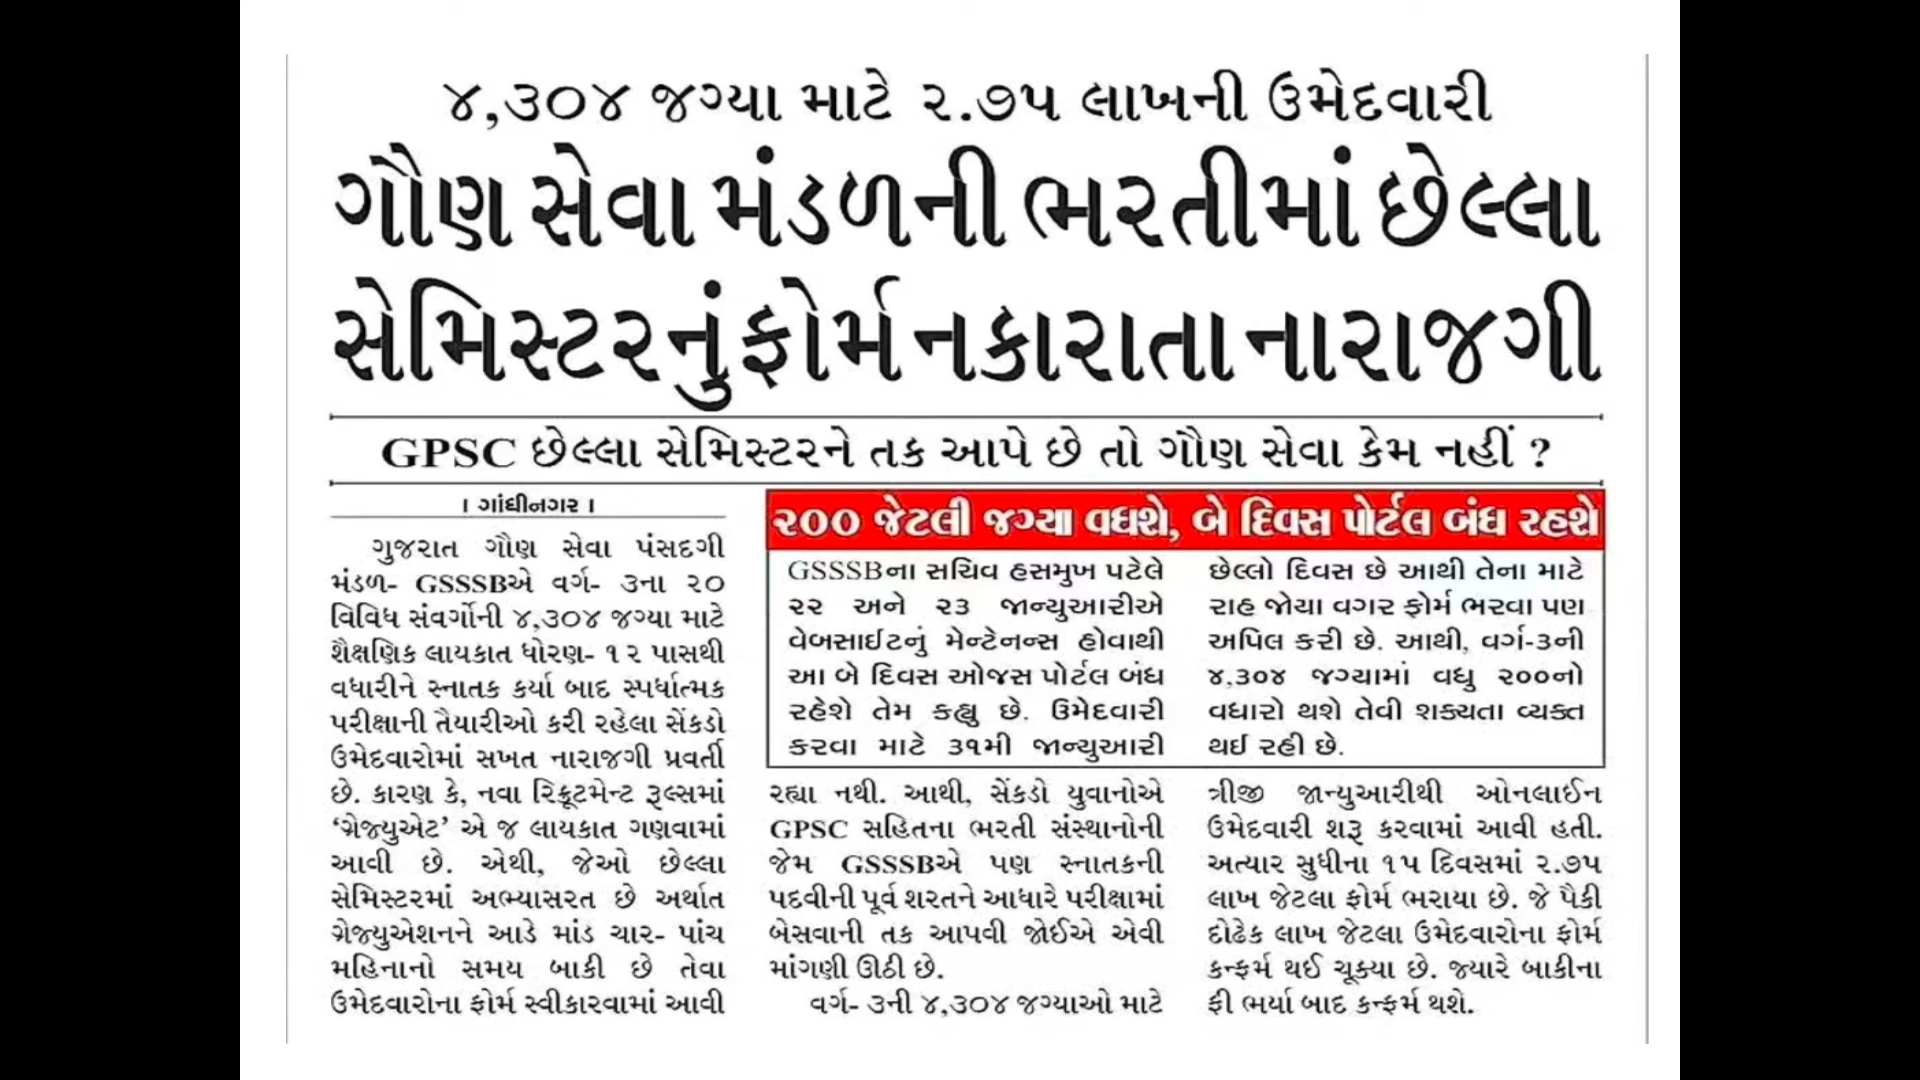 ૪,૩૦૪ જગ્યા માટે ૨.૭૫ લાખની ઉમેદવારી
ગૌણ સેવા મંડળની ભરતીમાં છેલ્લા
સેમિસ્ટરનું ફોર્મ નકારાતા નારાજગી
GPSC છેલ્લા સેમિસ્ટરને તક આપે છે તો ગૌણ સેવા કેમ નહીં ?
। ગાંધીનગર ।
ગુજરાત ગૌણ સેવા પંસદગી
મંડળ- GSSSBએ વર્ગ- ૩ના ૨૦
વિવિધ સંવર્ગોની ૪,૩૦૪ જગ્યા માટે
શૈક્ષણિક લાયકાત ધોરણ- ૧૨ પાસથી
વધારીને સ્નાતક કર્યા બાદ સ્પર્ધાત્મક
પરીક્ષાની તૈયારીઓ કરી રહેલા સેંકડો
ઉમેદવારોમાં સખત નારાજગી પ્રવર્તી
છે. કારણ કે, નવા રિક્રૂટમેન્ટ રૂલ્સમાં
‘ગ્રેજ્યુએટ’ એ જ લાયકાત ગણવામાં
આવી છે. એથી, જેઓ છેલ્લા
સેમિસ્ટરમાં અભ્યાસરત છે અર્થાત
ગ્રેજ્યુએશનને આડે માંડ ચાર- પાંચ
મહિનાનો સમય બાકી છે તેવા
ઉમેદવારોના ફોર્મ સ્વીકારવામાં આવી
૨૦૦ જેટલી જગ્યા વધશે, બે દિવસ પોર્ટલ બંધ રહશે
GSSSBના સચિવ હસમુખ પટેલે
૨૨ અને ૨૩ જાન્યુઆરીએ
વેબસાઈટનું મેન્ટેનન્સ હોવાથી
આ બે દિવસ ઓજસ પોર્ટલ બંધ
રહેશે તેમ કહ્યુ છે. ઉમેદવારી
કરવા માટે ૩૧મી જાન્યુઆરી
છેલ્લો દિવસ છે આથી તેના માટે
રાહ જોયા વગર ફોર્મ ભરવા પણ
અપિલ કરી છે. આથી, વર્ગ-૩ની
૪,૩૦૪ જગ્યામાં વધુ ૨૦૦નો
વધારો થશે તેવી શક્યતા વ્યક્ત
થઈ રહી છે.
રહ્યા નથી. આથી, સેંકડો યુવાનોએ
GPSC સહિતના ભરતી સંસ્થાનોની
જેમ GSSSBએ પણ સ્નાતકની
પદવીની પૂર્વ શરતને આધારે પરીક્ષામાં
બેસવાની તક આપવી જોઈએ એવી
માંગણી ઊઠી છે.
વર્ગ- ૩ની ૪,૩૦૪ જગ્યાઓ માટે
ત્રીજી જાન્યુઆરીથી ઓનલાઈન
ઉમેદવારી શરૂ કરવામાં આવી હતી.
અત્યાર સુધીના ૧૫ દિવસમાં ૨.૭૫
લાખ જેટલા ફોર્મ ભરાયા છે. જે પૈકી
દોઢેક લાખ જેટલા ઉમેદવારોના ફોર્મ
કન્ફર્મ થઈ ચૂક્યા છે. જ્યારે બાકીના
ફી ભર્યા બાદ કન્ફર્મ થશે.